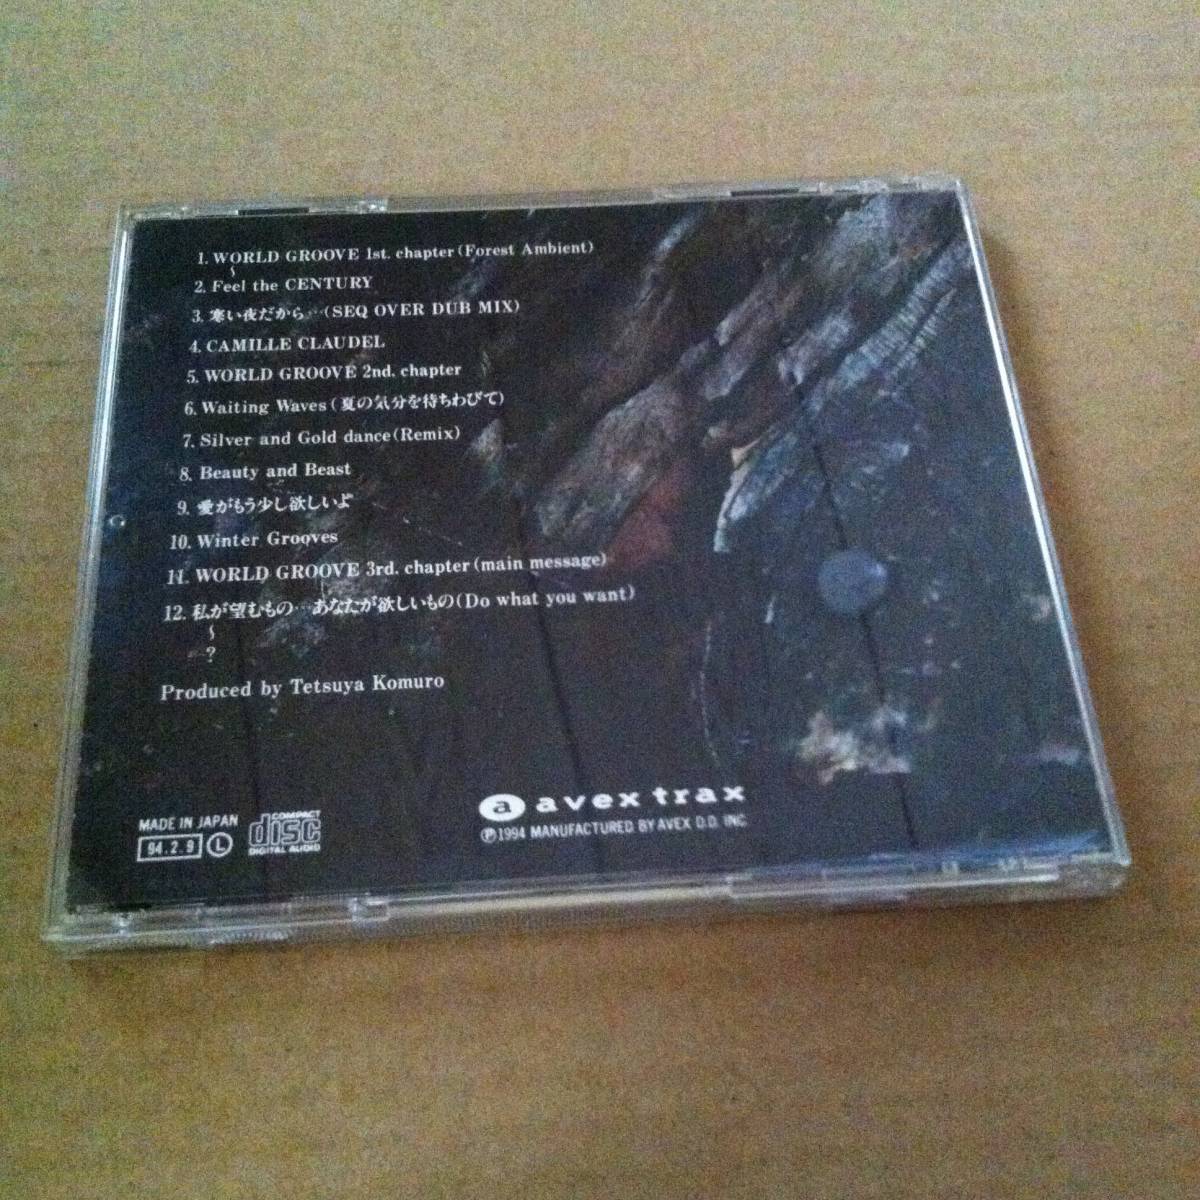 1. WORLD GROOVE 1st. chapter(Forest Ambient)
〜
2. Feel the CENTURY
3. 寒い夜だから…(SEQ OVER DUB MIX)
4. CAMILLE CLAUDEL
5. WORLD GROOVE 2nd. chapter
6. Waiting Waves(夏の気分を待ちわびて)
7. Silver and Gold dance(Remix)
8. Beauty and Beast
9. 愛がもう少し欲しいよ
10. Winter Grooves
11. WORLD GROOVE 3rd. chapter(main message)
12. 私が望むもの…あなたが欲しいもの(Do what you want)
〜
?
Produced by Tetsuya Komuro
a avex trax
Ⓟ1994 MANUFACTURED BY AVEX D.D. INC.
MADE IN JAPAN
94.2.9 Ⓛ
COMPACT
disc
DIGITAL AUDIO